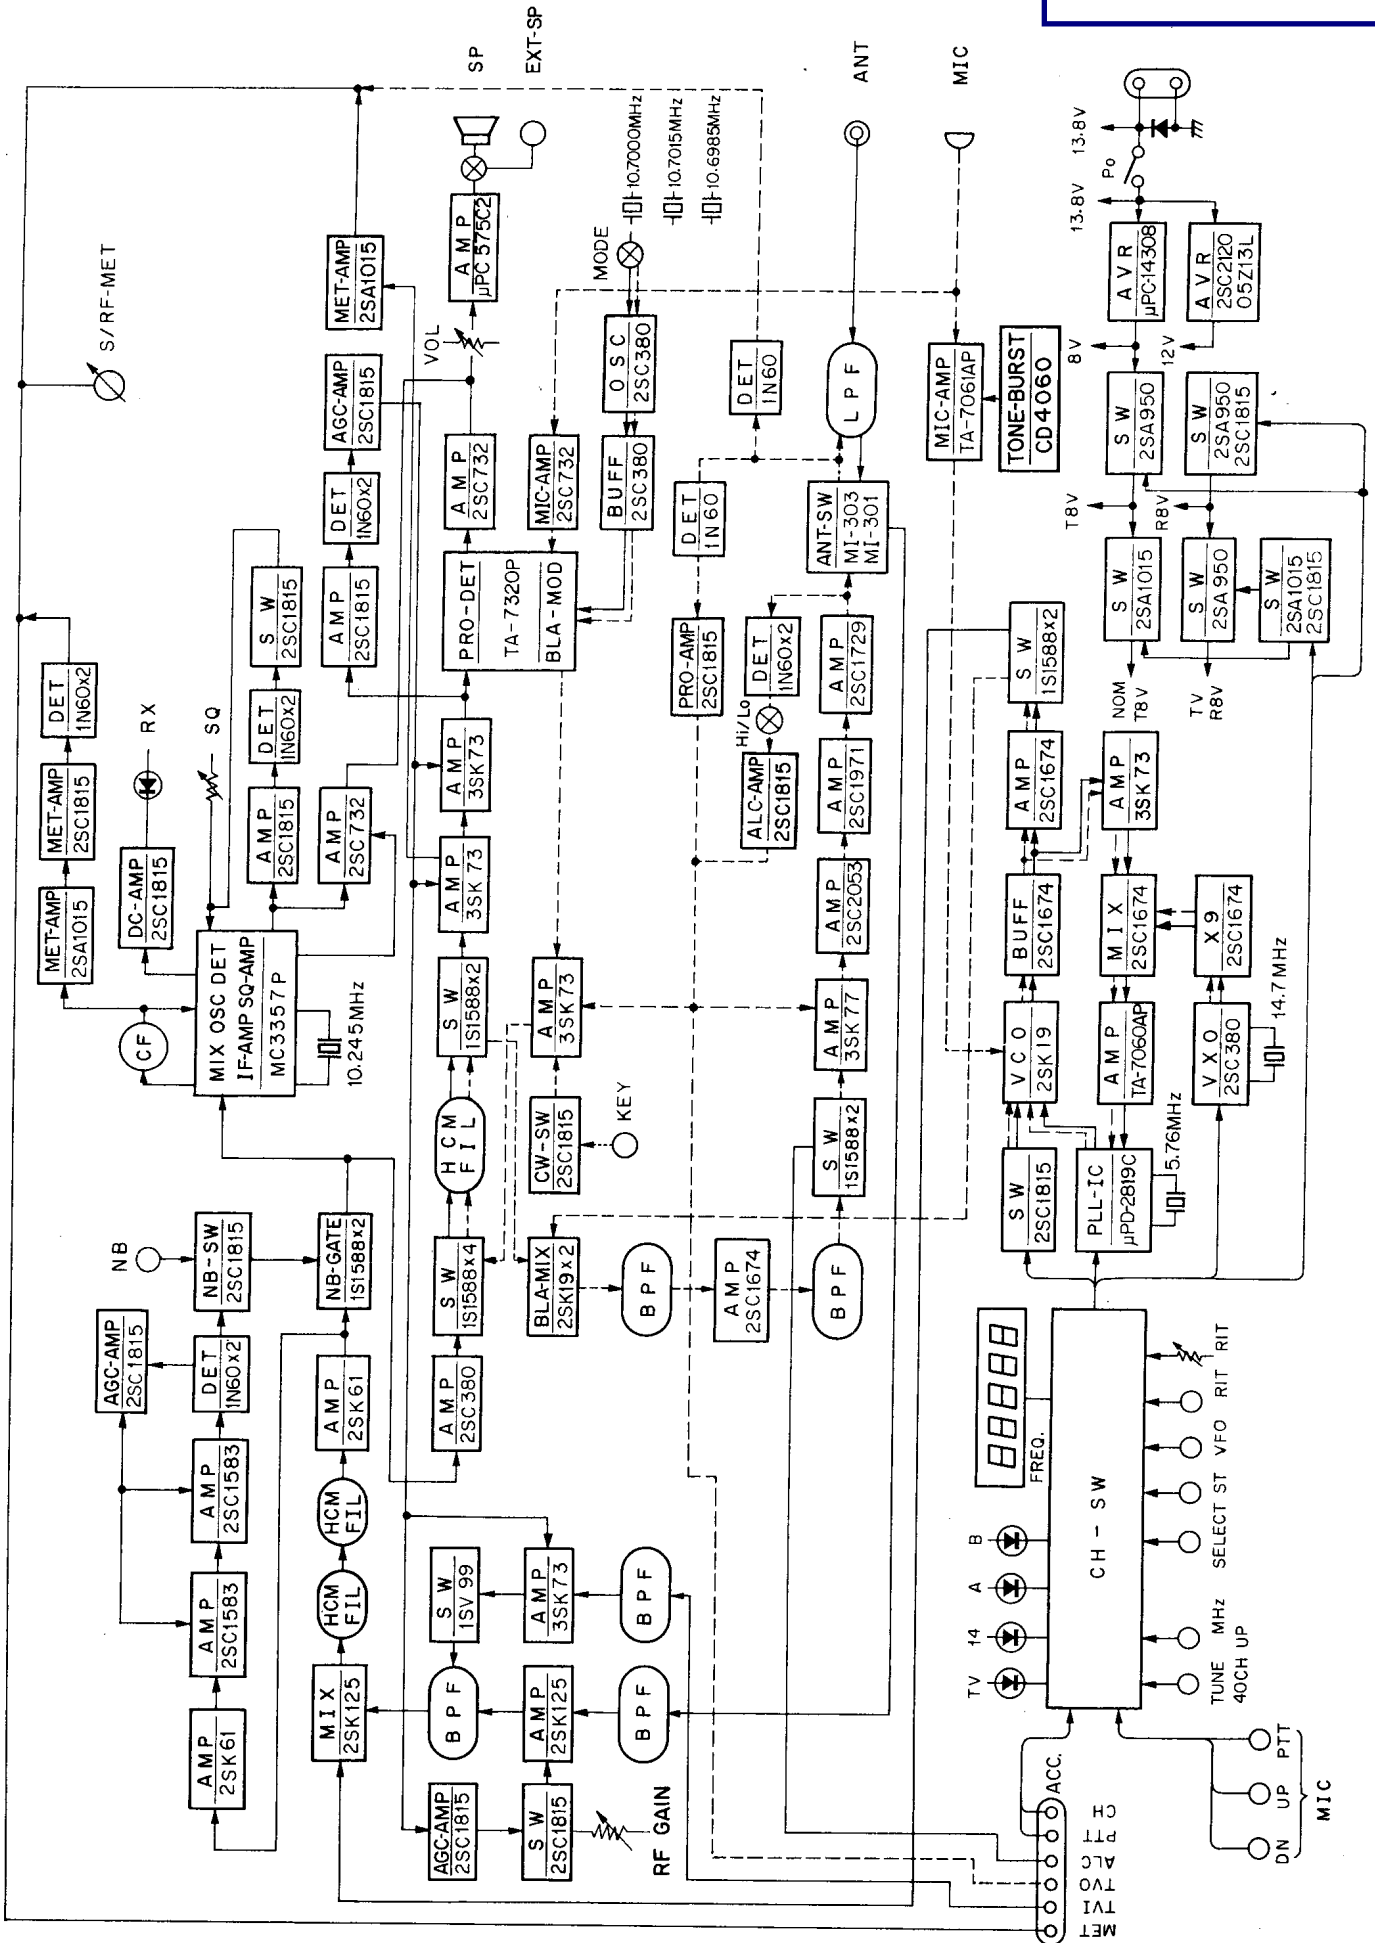 S/RF-MET
SP
EXT-SP
MET-AMP
2SA1015
AMP
μPC575C2
VOL
MODE
10.7000MHz
10.7015MHz
10.6985MHz
ANT
MIC
AGC-AMP
2SC1815
DET
1N60x2
AMP
2SC1815
AMP
2SC732
MIC-AMP
2SC732
OSC
2SC380
BUFF
2SC380
DET
1N60
DET
1N60
LPF
MIC-AMP
TA-7061AP
TONE-BURST
CD4060
13.8V
Po
13.8V
AVR
μPC-14308
AVR
2SC2120
05Z13L
8V
12V
SW
2SA950
SW
2SA950
2SC1815
T8V
R8V
SW
2SA1015
SW
2SA950
SW
2SA1015
2SC1815
NOM
T8V
TV
R8V
DET
1N60x2
MET-AMP
2SC1815
MET-AMP
2SA1015
RX
DC-AMP
2SC1815
SQ
SW
2SC1815
DET
1N60x2
AMP
2SC1815
AMP
2SC732
CF
MIX OSC DET
IF-AMP SQ-AMP
MC3357P
10.245MHz
PRO-DET
TA-7320P
BLA-MOD
AMP
3SK73
AMP
3SK73
SW
1S1588x2
HCM
FIL
SW
1S1588x4
AMP
2SC380
PRO-AMP
2SC1815
DET
1N60x2
Hi/Lo
ALC-AMP
2SC1815
ANT-SW
MI-303
MI-301
AMP
2SC1729
AMP
2SC1971
AMP
2SC2053
AMP
3SK77
SW
1S1588x2
AMP
3SK73
CW-SW
2SC1815
KEY
BLA-MIX
2SK19x2
BPF
AMP
2SC1674
BPF
SW
1S1588x2
AMP
2SC1674
BUFF
2SC1674
VCO
2SK19
SW
2SC1815
AMP
3SK73
MIX
2SC1674
AMP
TA-7060AP
PLL-IC
μPD-2819C
5.76MHz
X9
2SC1674
VXO
2SC380
14.7MHz
NB
NB-SW
2SC1815
NB-GATE
1S1588x2
AGC-AMP
2SC1815
DET
1N60x2
AMP
2SC1583
AMP
2SC1583
AMP
2SK61
AMP
2SK61
HCM
FIL
HCM
FIL
MIX
2SK125
SW
1SV99
AMP
3SK73
BPF
BPF
AMP
2SK125
BPF
AGC-AMP
2SC1815
SW
2SC1815
RF GAIN
88888
FREQ.
CH-SW
B
A
14
TV
RIT
RIT
VFO
ST
SELECT
MHz
TUNE
40CH UP
ACC.
CH
PTT
ALC
TVO
TVI
MET
PTT
UP
DN
MIC